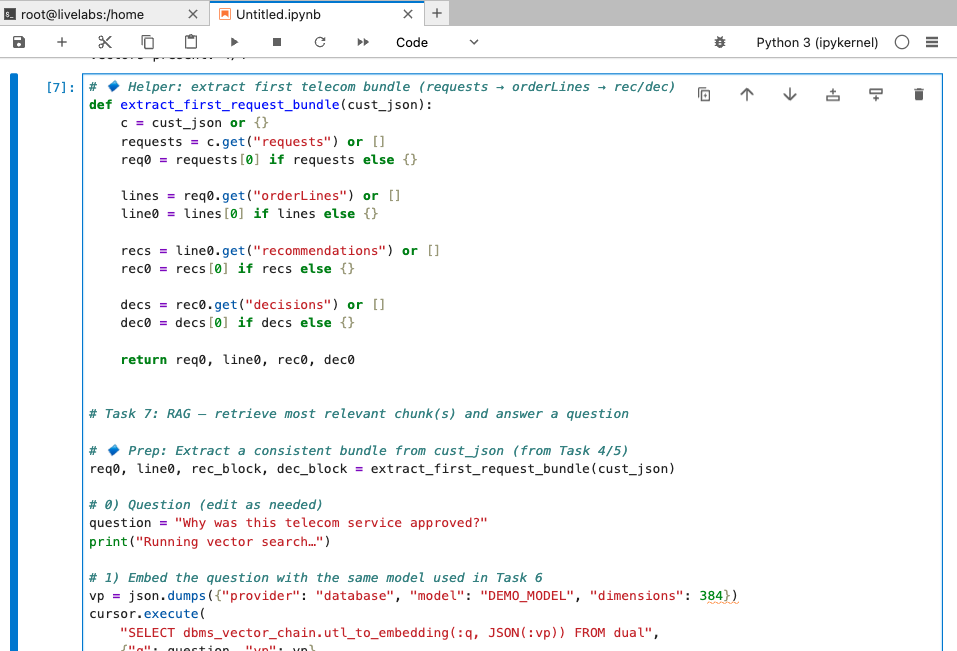 root@livelabs:/home
Untitled.ipynb
Code
Python 3 (ipykernel)
[7]:
# 🔹 Helper: extract first telecom bundle (requests → orderLines → rec/dec)
def extract_first_request_bundle(cust_json):
    c = cust_json or {}
    requests = c.get("requests") or []
    req0 = requests[0] if requests else {}

    lines = req0.get("orderLines") or []
    line0 = lines[0] if lines else {}

    recs = line0.get("recommendations") or []
    rec0 = recs[0] if recs else {}

    decs = rec0.get("decisions") or []
    dec0 = decs[0] if decs else {}

    return req0, line0, rec0, dec0


# Task 7: RAG — retrieve most relevant chunk(s) and answer a question

# 🔹 Prep: Extract a consistent bundle from cust_json (from Task 4/5)
req0, line0, rec_block, dec_block = extract_first_request_bundle(cust_json)

# 0) Question (edit as needed)
question = "Why was this telecom service approved?"
print("Running vector search…")

# 1) Embed the question with the same model used in Task 6
vp = json.dumps({"provider": "database", "model": "DEMO_MODEL", "dimensions": 384})
cursor.execute(
    "SELECT dbms_vector_chain.utl_to_embedding(:q, JSON(:vp)) FROM dual",
    {"q": question, "vp": vp}